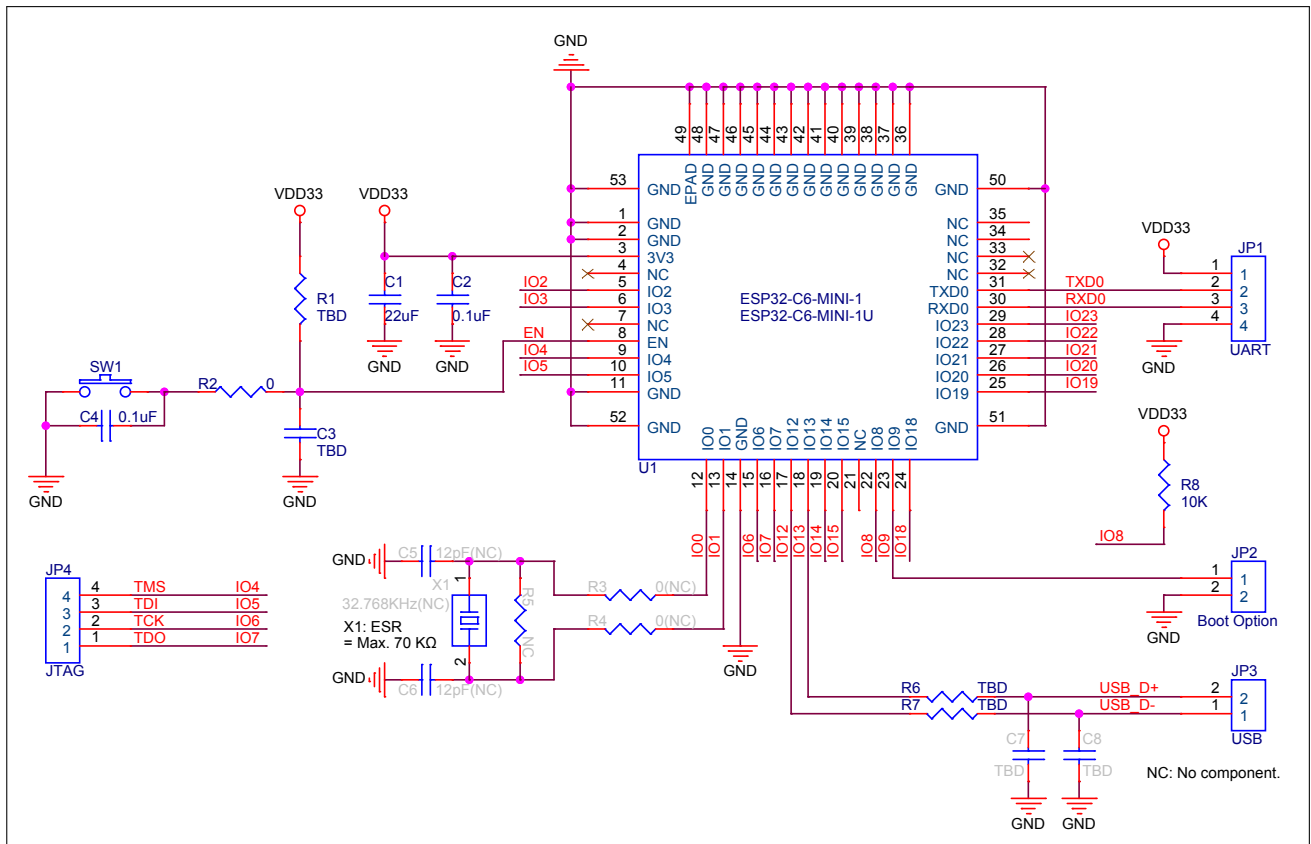 GND
49
48
47
46
45
44
43
42
41
40
39
38
37
36
EPAD
GND
GND
GND
GND
GND
GND
GND
GND
GND
GND
GND
GND
GND
53
GND
1
GND
2
GND
3
3V3
4
NC
IO2
5
IO2
IO3
6
IO3
7
NC
EN
8
EN
IO4
9
IO4
IO5
10
IO5
11
GND
52
GND
ESP32-C6-MINI-1
ESP32-C6-MINI-1U
GND
50
NC
35
NC
34
NC
33
NC
32
TXD0
31
TXD0
RXD0
30
RXD0
IO23
29
IO23
IO22
28
IO22
IO21
27
IO21
IO20
26
IO20
IO19
25
IO19
GND
51
U1
IO0
IO1
GND
IO6
IO7
IO12
IO13
IO14
IO15
NC
IO8
IO9
IO18
12
13
14
15
16
17
18
19
20
21
22
23
24
IO0
IO1
IO6
IO7
IO12
IO13
IO14
IO15
IO8
IO9
IO18
GND
VDD33
R1
TBD
VDD33
C1
22uF
GND
C2
0.1uF
GND
SW1
R2
0
C4
0.1uF
GND
C3
TBD
GND
VDD33
JP1
1
1
2
2
3
3
4
4
GND
UART
VDD33
R8
10K
IO8
JP2
1
1
2
2
GND
Boot Option
JP4
4
4
TMS
IO4
3
3
TDI
IO5
2
2
TCK
IO6
1
1
TDO
IO7
JTAG
GND
C5
12pF(NC)
1
X1
32.768KHz(NC)
X1: ESR
= Max. 70 KΩ
2
GND
C6
12pF(NC)
R5
NC
R3
0(NC)
R4
0(NC)
R6
TBD
USB_D+
R7
TBD
USB_D-
JP3
2
2
1
1
USB
C7
TBD
GND
C8
TBD
GND
NC: No component.